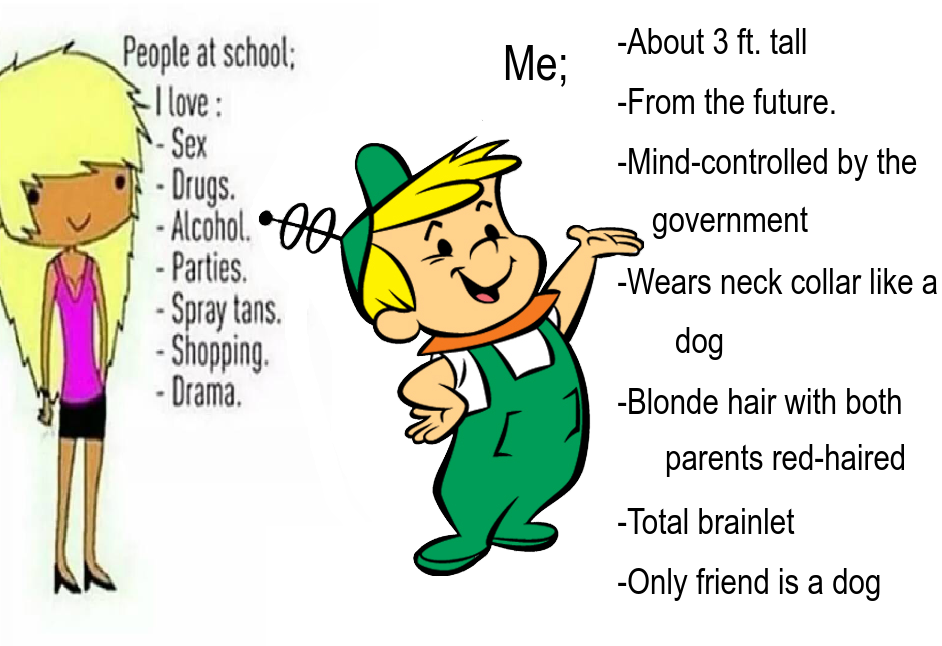 People at school;
I love :
- Sex
- Drugs.
- Alcohol.
- Parties.
- Spray tans.
- Shopping.
- Drama.
Me;
-About 3 ft. tall
-From the future.
-Mind-controlled by the
government
-Wears neck collar like a
dog
-Blonde hair with both
parents red-haired
-Total brainlet
-Only friend is a dog